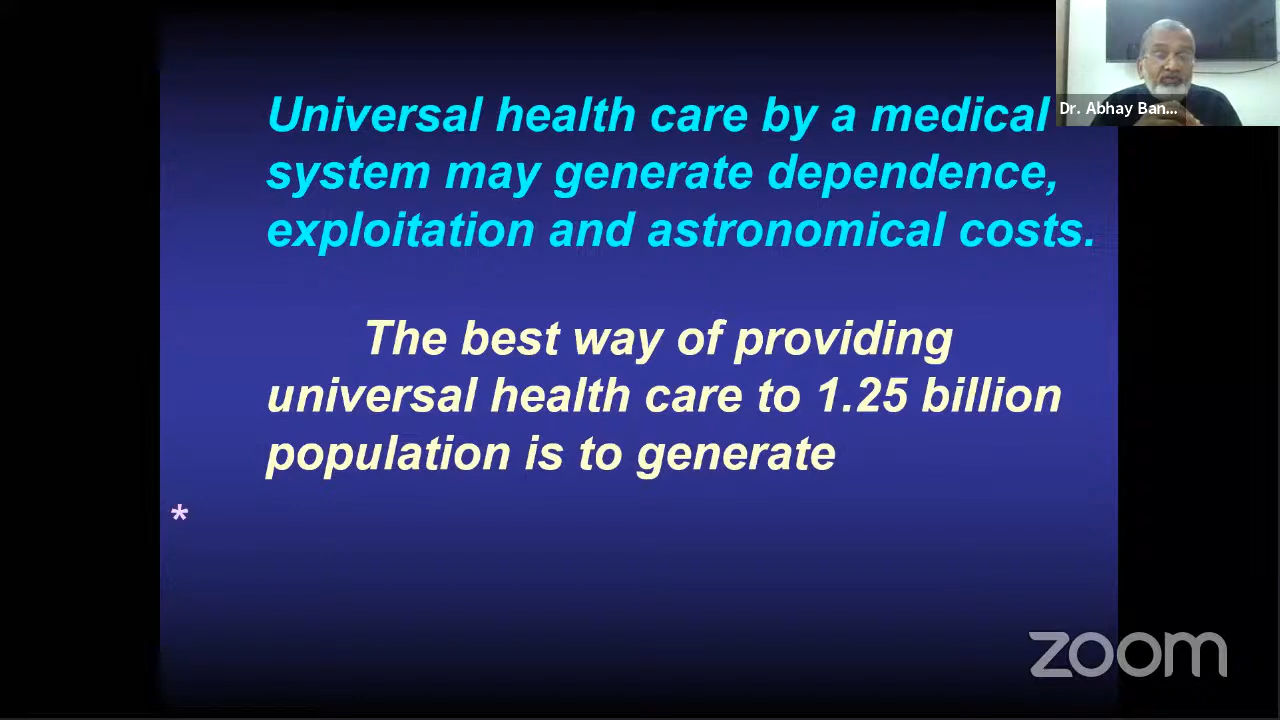 Universal health care by a medical
system may generate dependence,
exploitation and astronomical costs.
The best way of providing
universal health care to 1.25 billion
population is to generate
*
Dr. Abhay Ban...
zoom